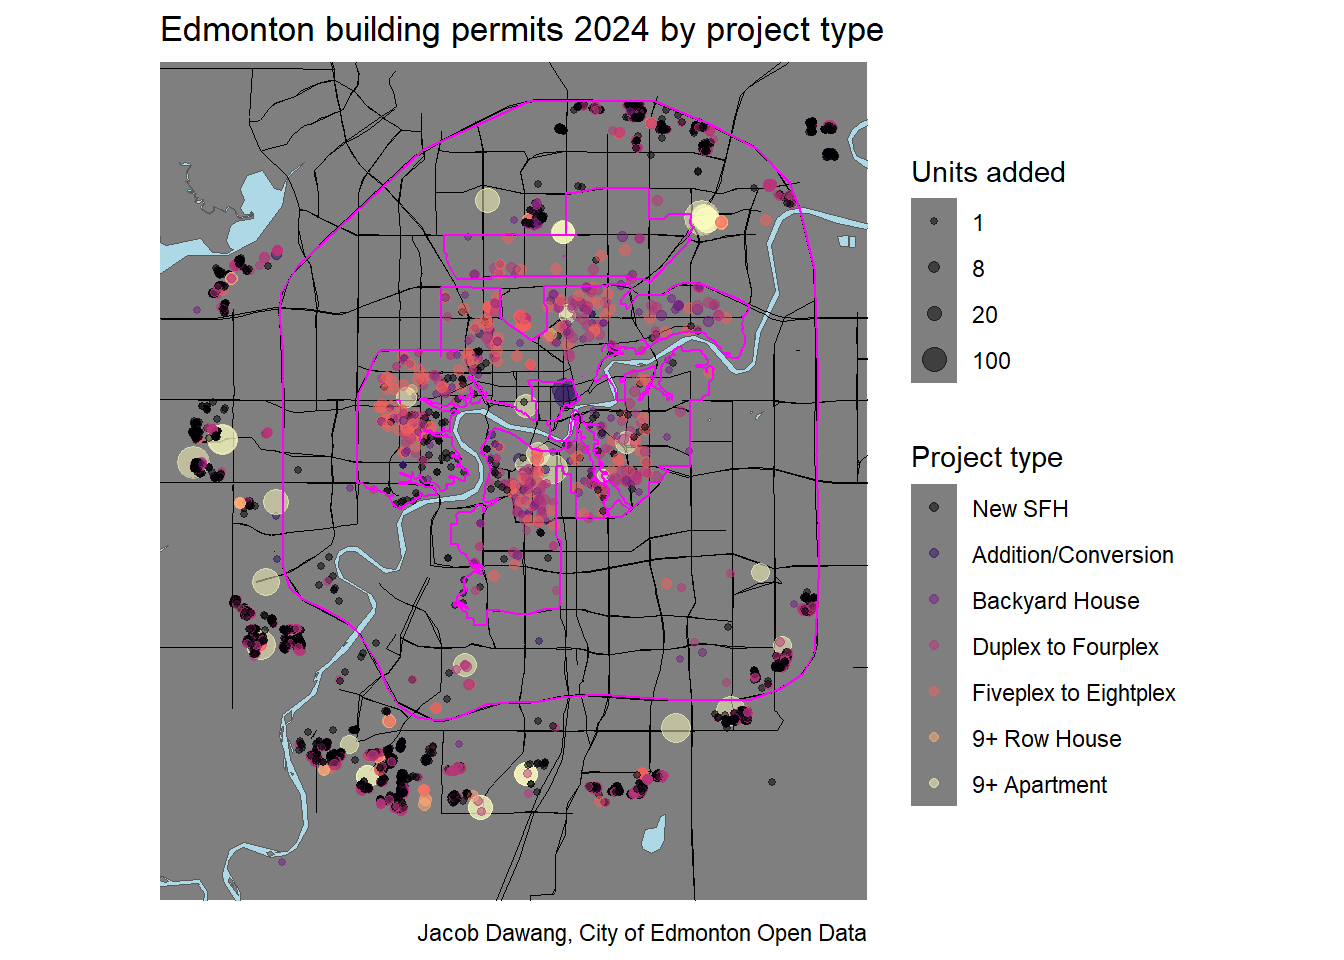 Edmonton building permits 2024 by project type
Units added
1
8
20
100
Project type
New SFH
Addition/Conversion
Backyard House
Duplex to Fourplex
Fiveplex to Eightplex
9+ Row House
9+ Apartment
Jacob Dawang, City of Edmonton Open Data